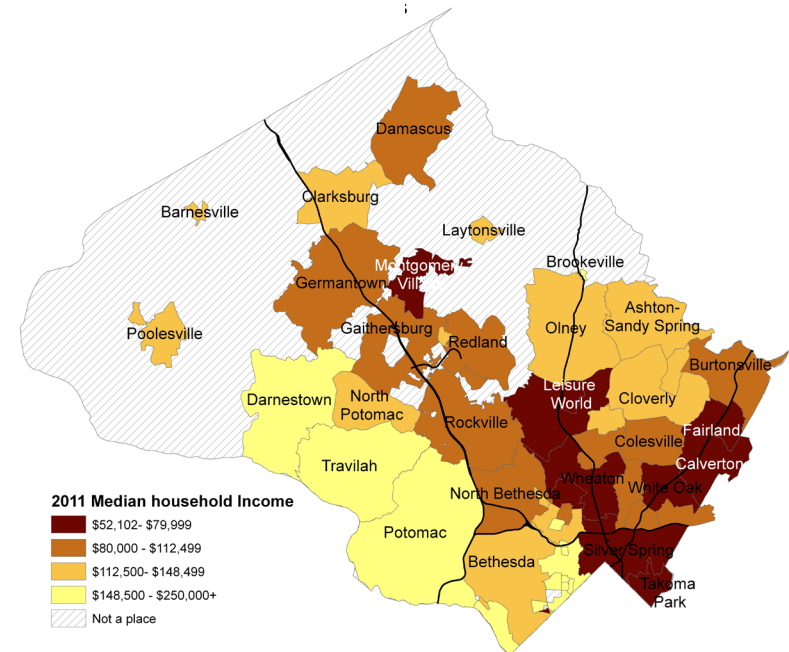 Damascus
Clarksburg
Barnesville
Laytonsville
Brookeville
Montgomery
Village
Germantown
Ashton-
Sandy Spring
Olney
Poolesville
Gaithersburg
Redland
Burtonsville
Leisure
World
Darnestown
North
Potomac
Cloverly
Rockville
Fairland
Colesville
Travilah
Calverton
Wheaton
White Oak
North Bethesda
2011 Median household Income
$52,102- $79,999
$80,000 - $112,499
$112,500- $148,499
$148,500 - $250,000+
Not a place
Potomac
Bethesda
Silver Spring
Takoma
Park